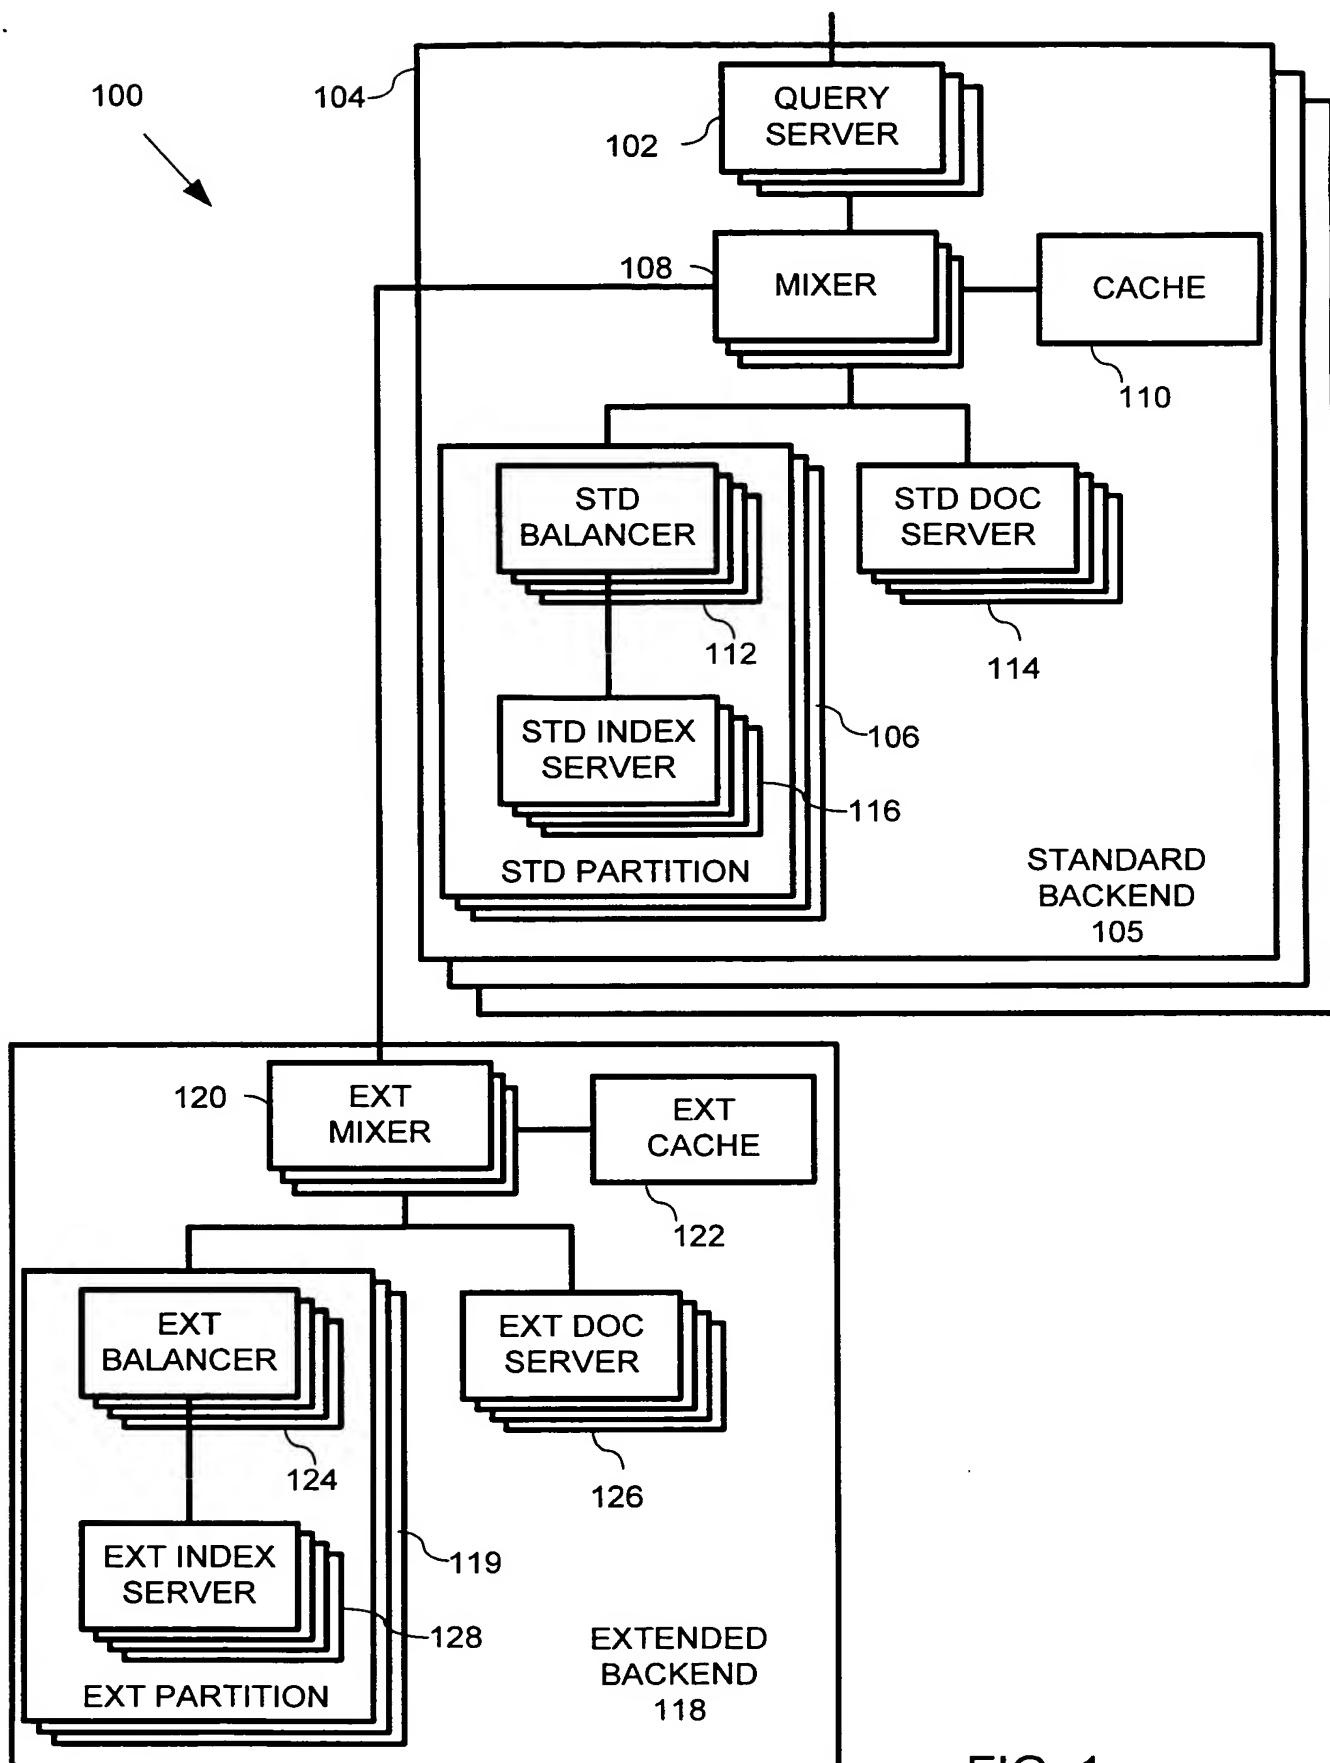 100
104
QUERY
SERVER
102
108
MIXER
CACHE
110
STD
BALANCER
STD DOC
SERVER
112
114
STD INDEX
SERVER
106
116
STD PARTITION
STANDARD
BACKEND
105
120
EXT
MIXER
EXT
CACHE
122
EXT
BALANCER
EXT DOC
SERVER
124
126
EXT INDEX
SERVER
119
128
EXT PARTITION
EXTENDED
BACKEND
118
FIG. 1